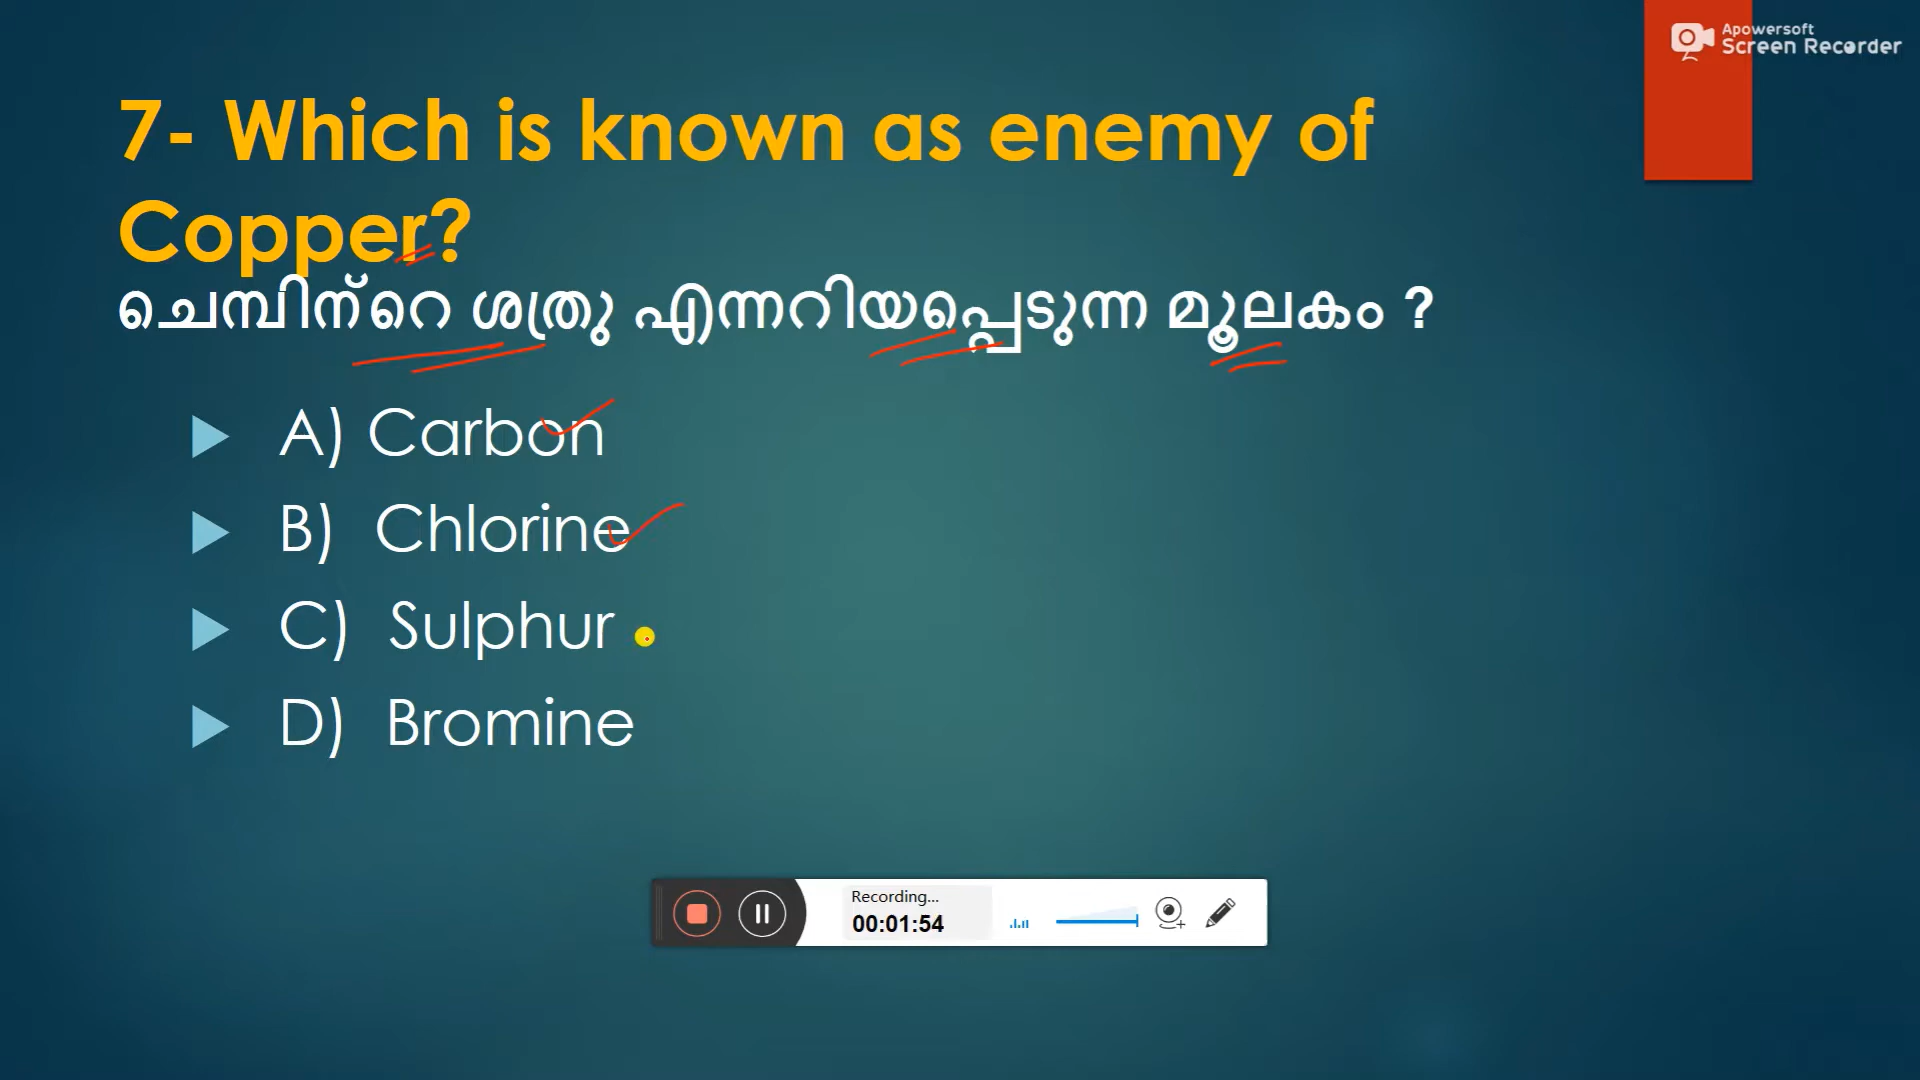 Apowersoft
Screen Recorder
7- Which is known as enemy of
Copper?
ചെമ്പിന്റെ ശത്രു എന്നറിയപ്പെടുന്ന മൂലകം ?
A) Carbon
B) Chlorine
C) Sulphur
D) Bromine
Recording...
00:01:54